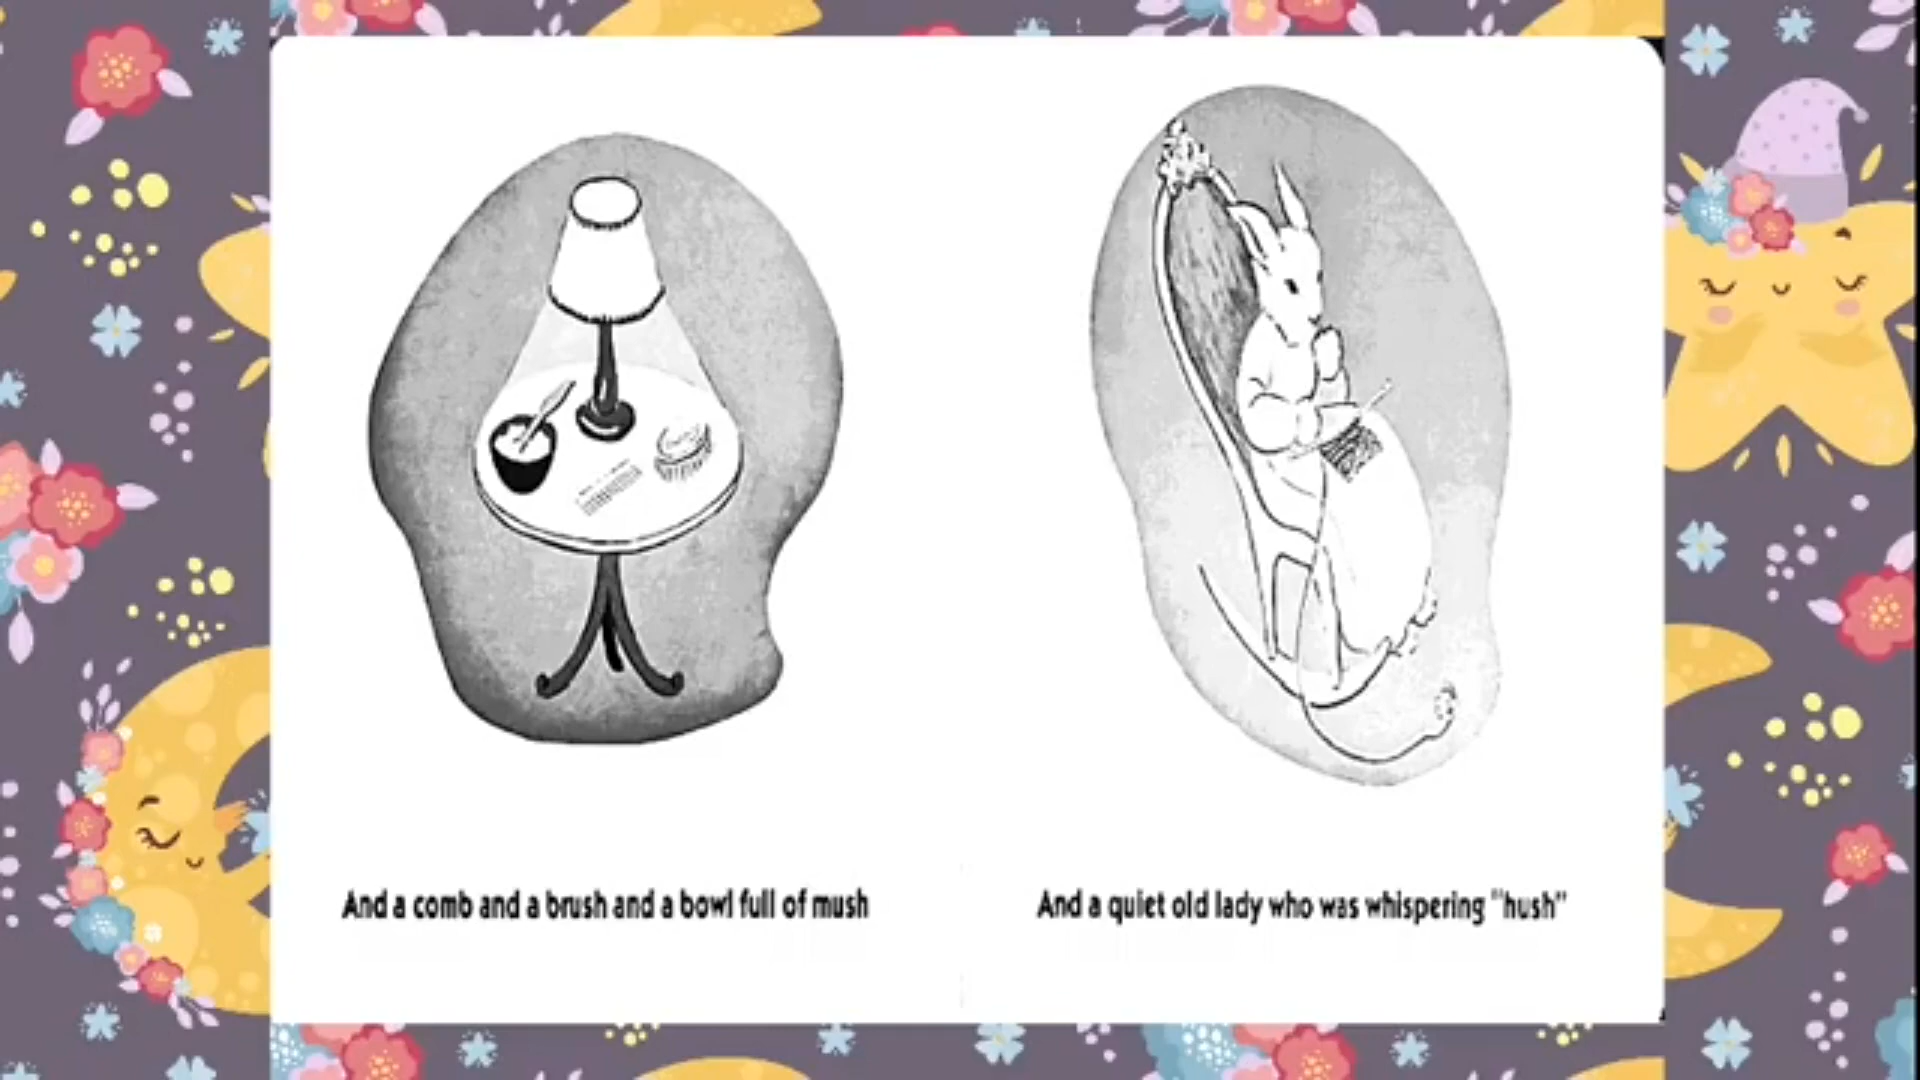 And a comb and a brush and a bowl full of mush
And a quiet old lady who was whispering "hush"